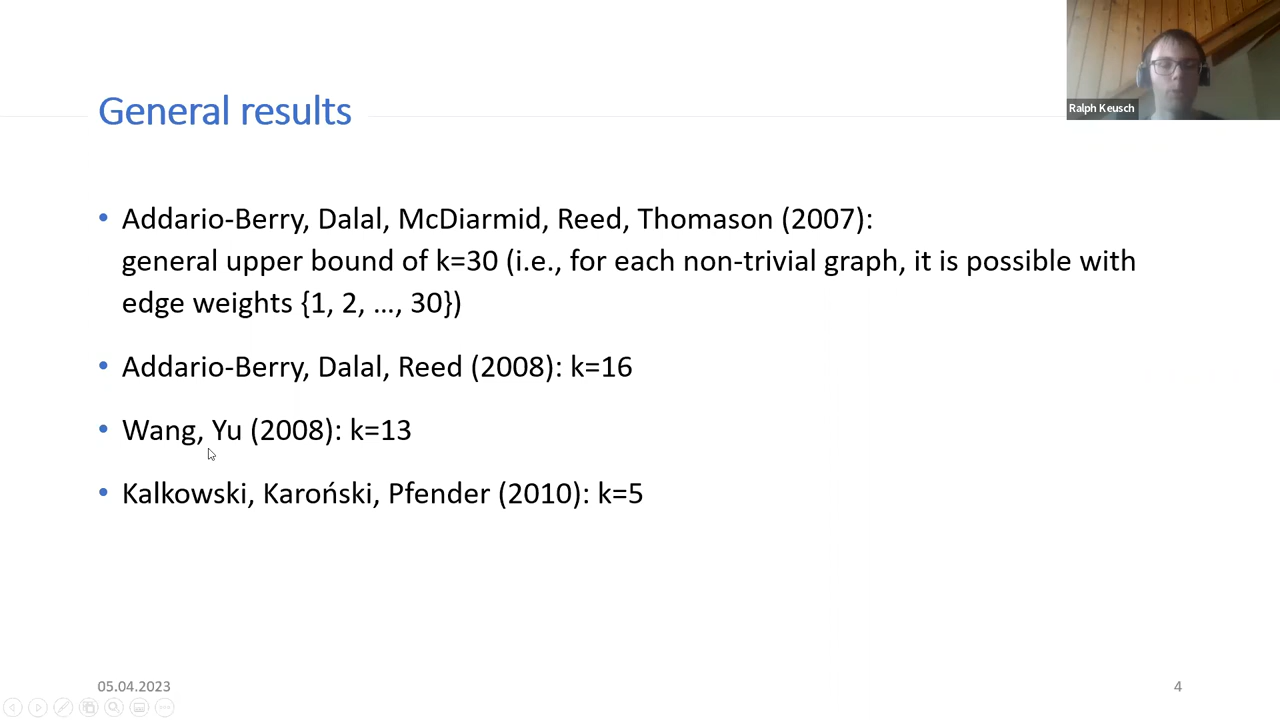 General results
Ralph Keusch
• Addario-Berry, Dalal, McDiarmid, Reed, Thomason (2007):
general upper bound of k=30 (i.e., for each non-trivial graph, it is possible with
edge weights {1, 2, ..., 30})
• Addario-Berry, Dalal, Reed (2008): k=16
• Wang, Yu (2008): k=13
• Kalkowski, Karoński, Pfender (2010): k=5
05.04.2023
4